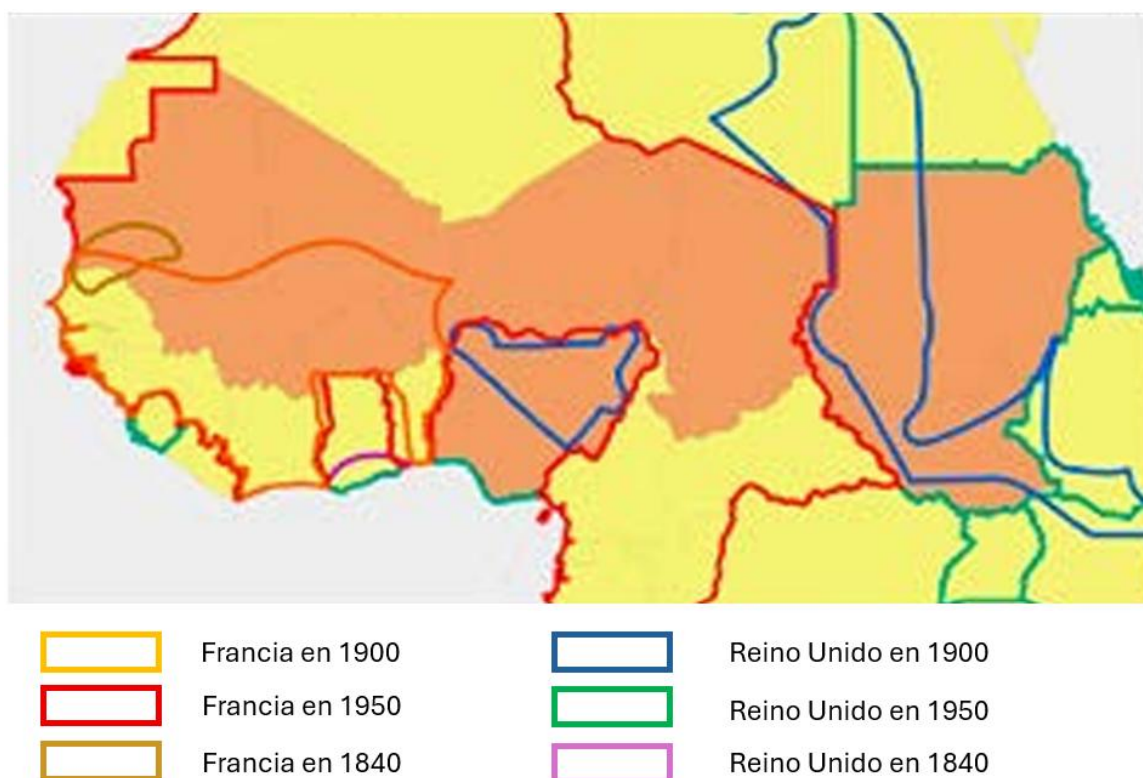 Francia en 1900
Reino Unido en 1900
Francia en 1950
Reino Unido en 1950
Francia en 1840
Reino Unido en 1840